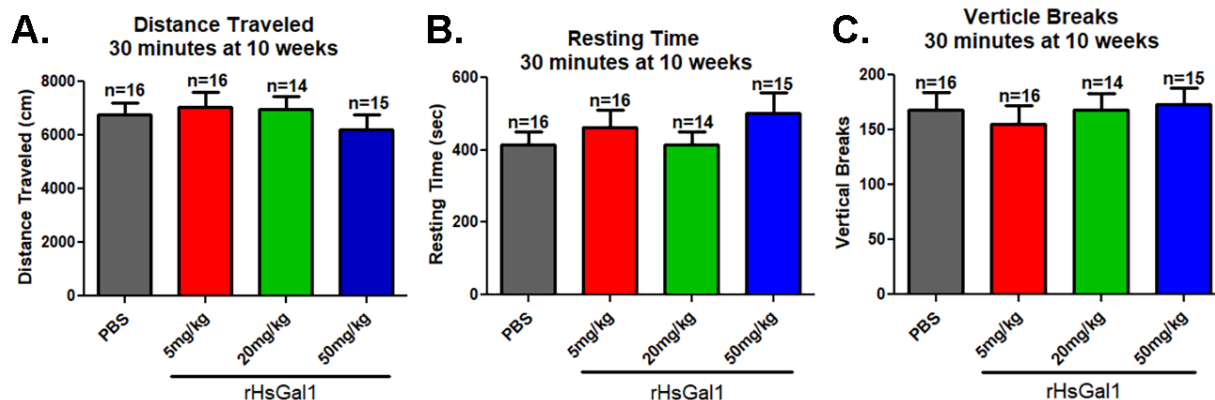 A.
Distance Traveled
30 minutes at 10 weeks
Distance Traveled (cm)
8000
6000
4000
2000
0
n=16
n=16
n=14
n=15
PBS
5mg/kg
20mg/kg
50mg/kg
rHsGal1
B.
Resting Time
30 minutes at 10 weeks
Resting Time (sec)
600
400
200
0
n=16
n=16
n=14
n=15
PBS
5mg/kg
20mg/kg
50mg/kg
rHsGal1
C.
Verticle Breaks
30 minutes at 10 weeks
Vertical Breaks
200
150
100
50
0
n=16
n=16
n=14
n=15
PBS
5mg/kg
20mg/kg
50mg/kg
rHsGal1